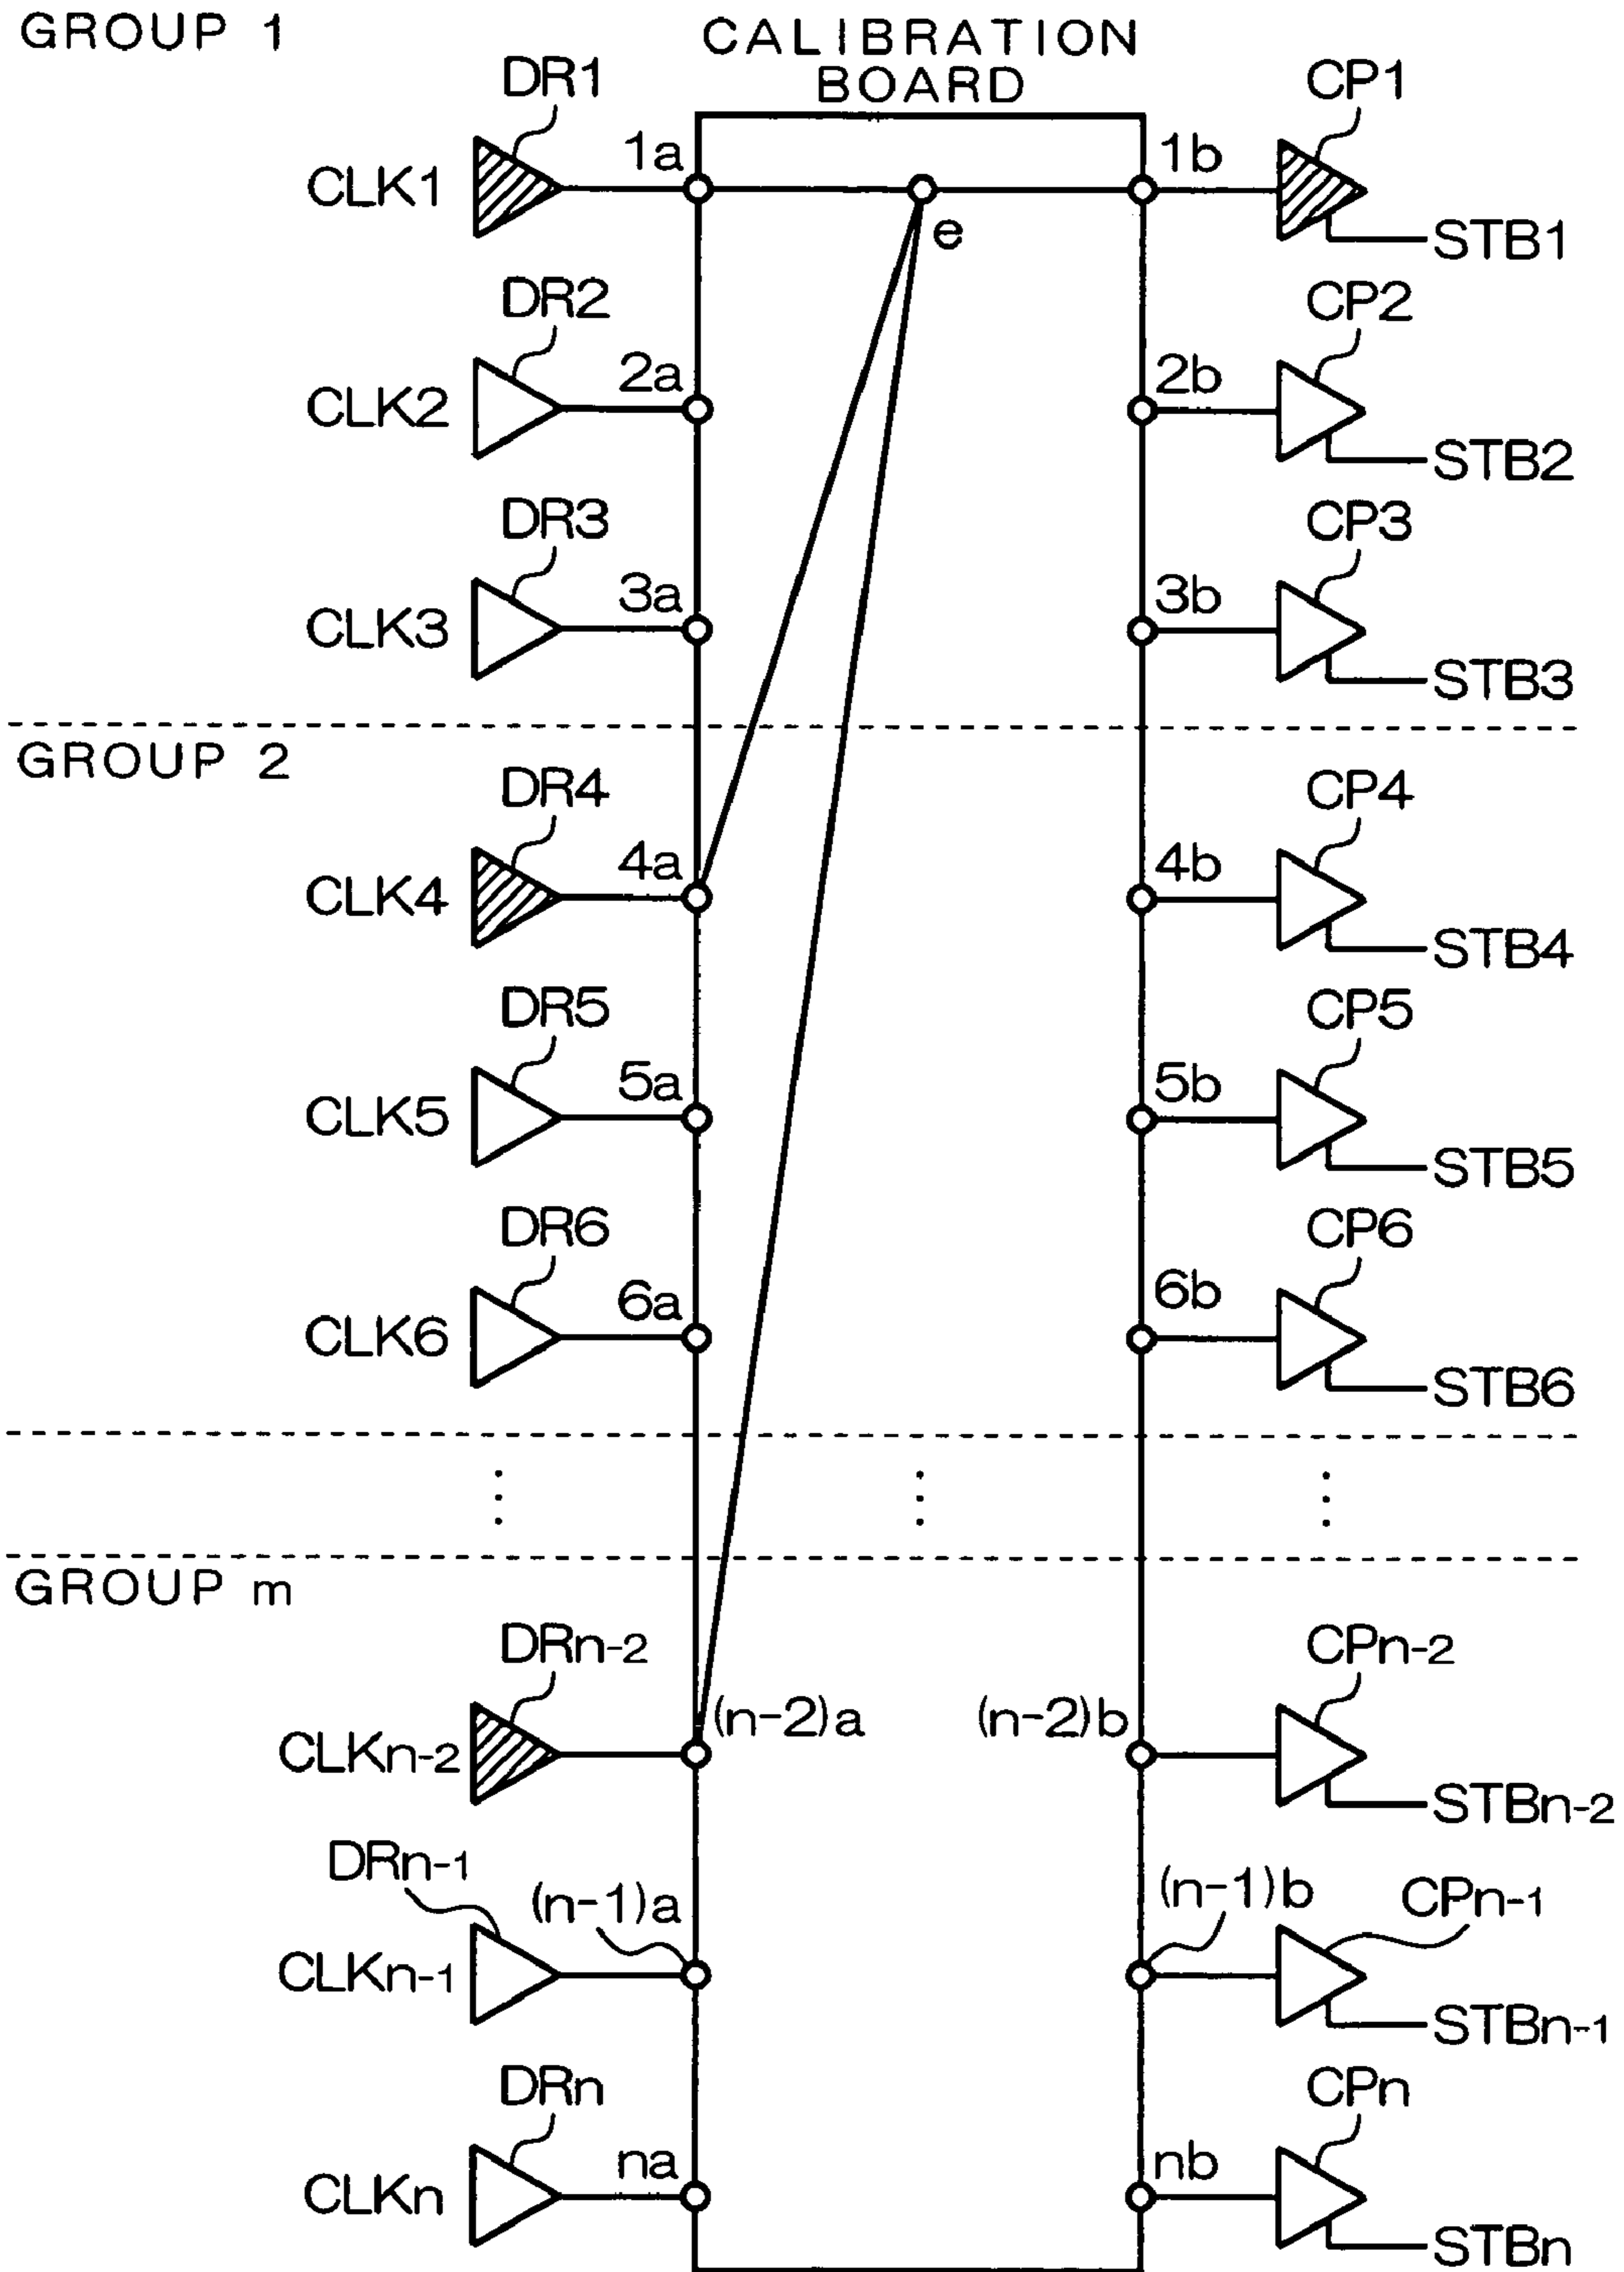 GROUP 1
CALIBRATION
BOARD
DR1
CP1
1a
1b
CLK1
e
STB1
DR2
CP2
2a
2b
CLK2
STB2
DR3
CP3
3a
3b
CLK3
STB3
GROUP 2
DR4
CP4
4a
4b
CLK4
STB4
DR5
CP5
5a
5b
CLK5
STB5
DR6
CP6
6a
6b
CLK6
STB6
GROUP m
DRn-2
CPn-2
(n-2)a
(n-2)b
CLKn-2
STBn-2
DRn-1
(n-1)a
(n-1)b
CPn-1
CLKn-1
STBn-1
DRn
CPn
na
nb
CLKn
STBn